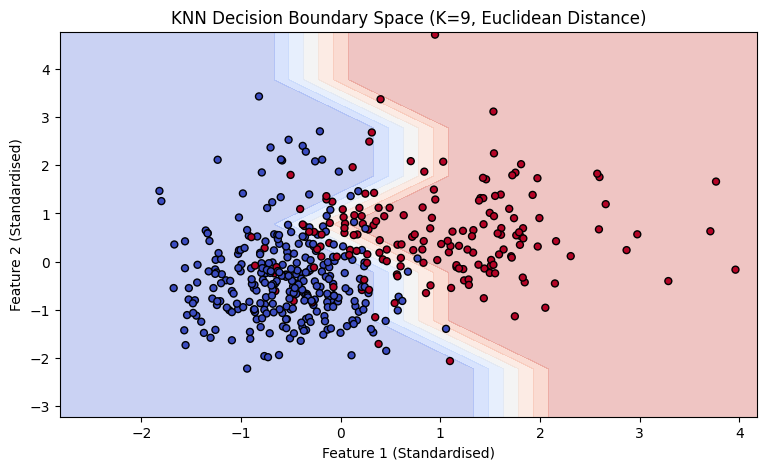 KNN Decision Boundary Space (K=9, Euclidean Distance)
4
3
2
1
0
−1
−2
−3
Feature 2 (Standardised)
−2 −1 0 1 2 3 4
Feature 1 (Standardised)